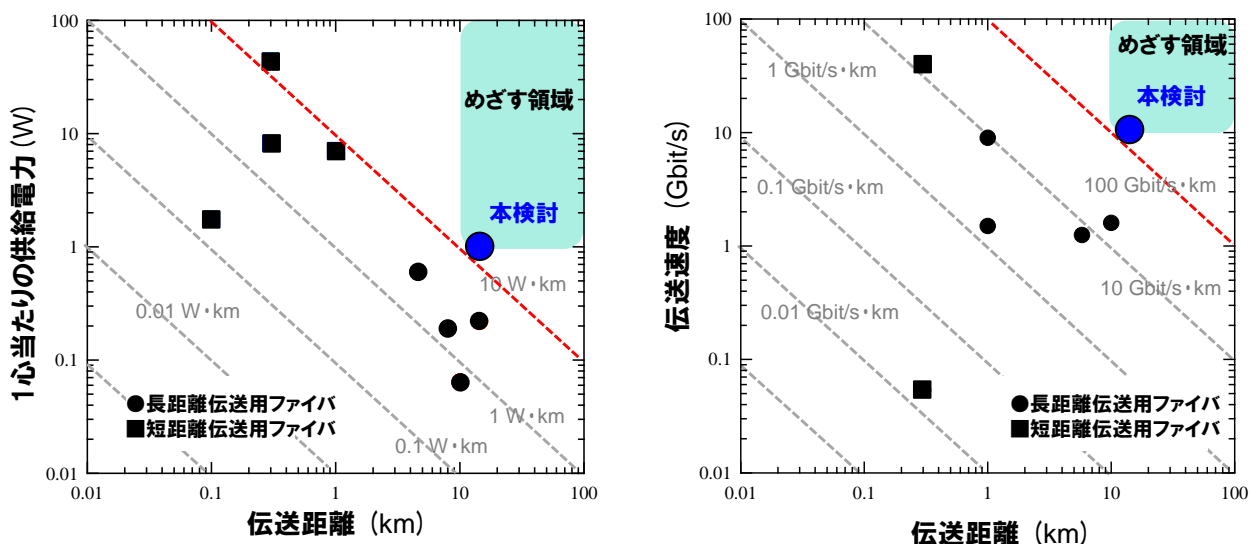 100
10
1
0.1
0.01
1心当たりの供給電力 (W)
めざす領域
本検討
10 W・km
0.01 W・km
1 W・km
0.1 W・km
●長距離伝送用ファイバ
■短距離伝送用ファイバ
0.01
0.1
1
10
100
伝送距離 (km)
100
10
1
0.1
0.01
伝送速度 (Gbit/s)
めざす領域
本検討
1 Gbit/s・km
0.1 Gbit/s・km
100 Gbit/s・km
10 Gbit/s・km
0.01 Gbit/s・km
●長距離伝送用ファイバ
■短距離伝送用ファイバ
0.01
0.1
1
10
100
伝送距離 (km)